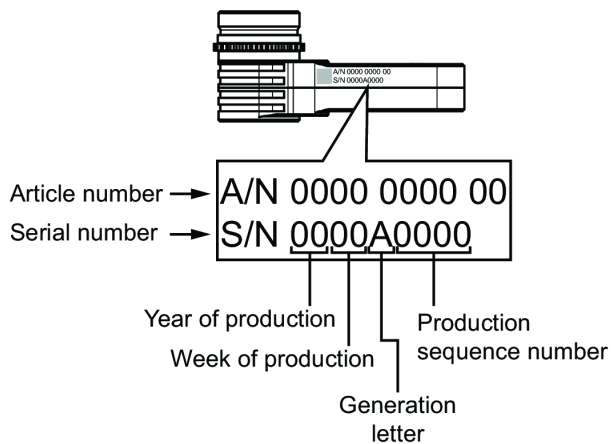 A/N 0000 0000 00
S/N 0000A0000
Article number
A/N 0000 0000 00
Serial number
S/N 0000A0000
Year of production
Week of production
Generation
letter
Production
sequence number